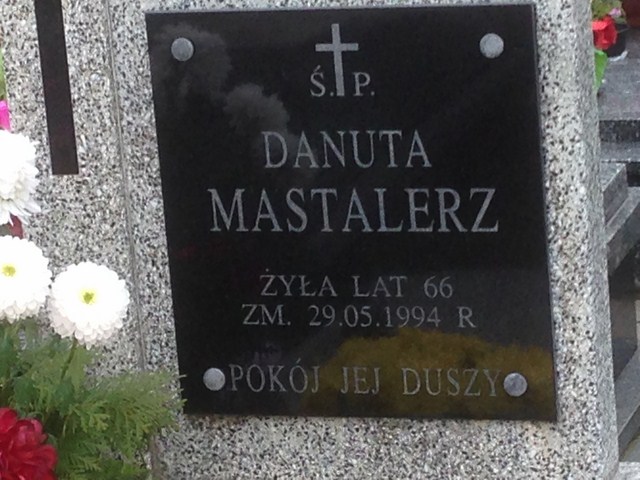 Ś. P.
DANUTA
MASTALERZ
ŻYŁA LAT 66
ZM. 29.05.1994 R
POKÓJ JEJ DUSZY